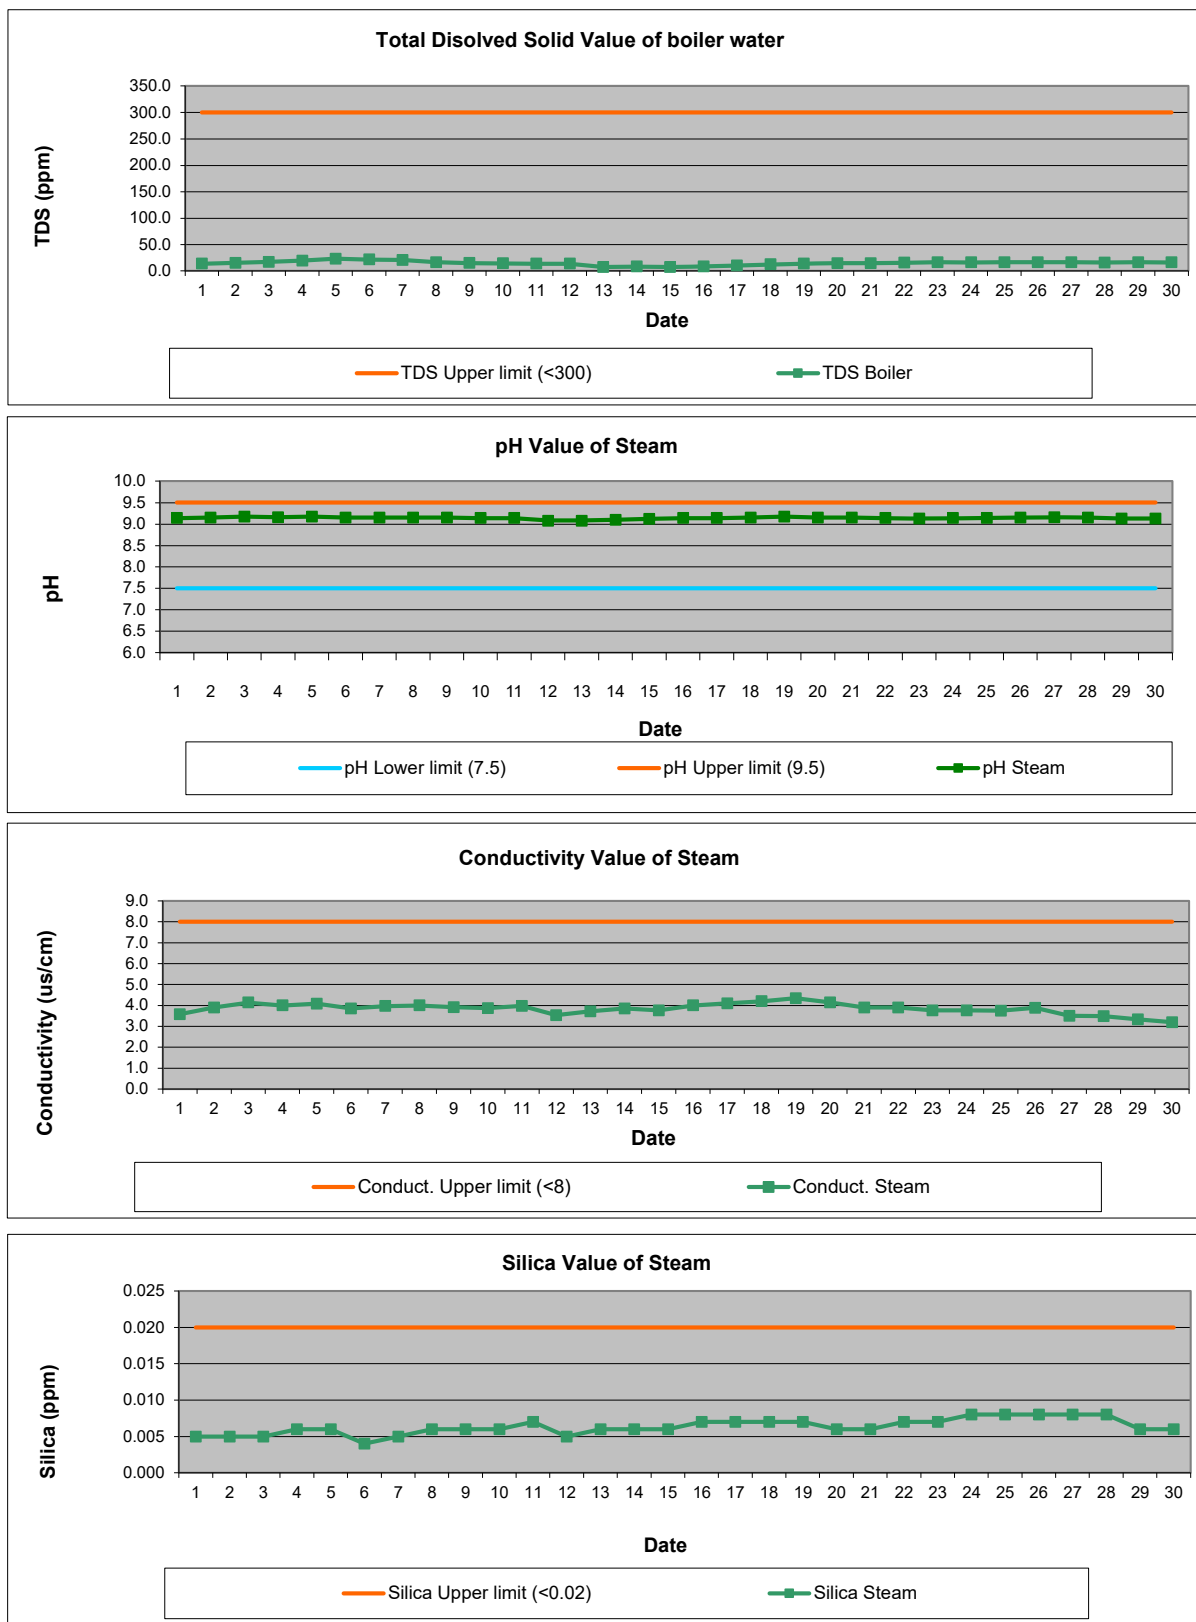 Total Disolved Solid Value of boiler water
TDS (ppm)
350.0
300.0
250.0
200.0
150.0
100.0
50.0
0.0
1 2 3 4 5 6 7 8 9 10 11 12 13 14 15 16 17 18 19 20 21 22 23 24 25 26 27 28 29 30
Date
TDS Upper limit (<300) TDS Boiler
pH Value of Steam
pH
10.0
9.5
9.0
8.5
8.0
7.5
7.0
6.5
6.0
1 2 3 4 5 6 7 8 9 10 11 12 13 14 15 16 17 18 19 20 21 22 23 24 25 26 27 28 29 30
Date
pH Lower limit (7.5) pH Upper limit (9.5) pH Steam
Conductivity Value of Steam
Conductivity (us/cm)
9.0
8.0
7.0
6.0
5.0
4.0
3.0
2.0
1.0
0.0
1 2 3 4 5 6 7 8 9 10 11 12 13 14 15 16 17 18 19 20 21 22 23 24 25 26 27 28 29 30
Date
Conduct. Upper limit (<8) Conduct. Steam
Silica Value of Steam
Silica (ppm)
0.025
0.020
0.015
0.010
0.005
0.000
1 2 3 4 5 6 7 8 9 10 11 12 13 14 15 16 17 18 19 20 21 22 23 24 25 26 27 28 29 30
Date
Silica Upper limit (<0.02) Silica Steam